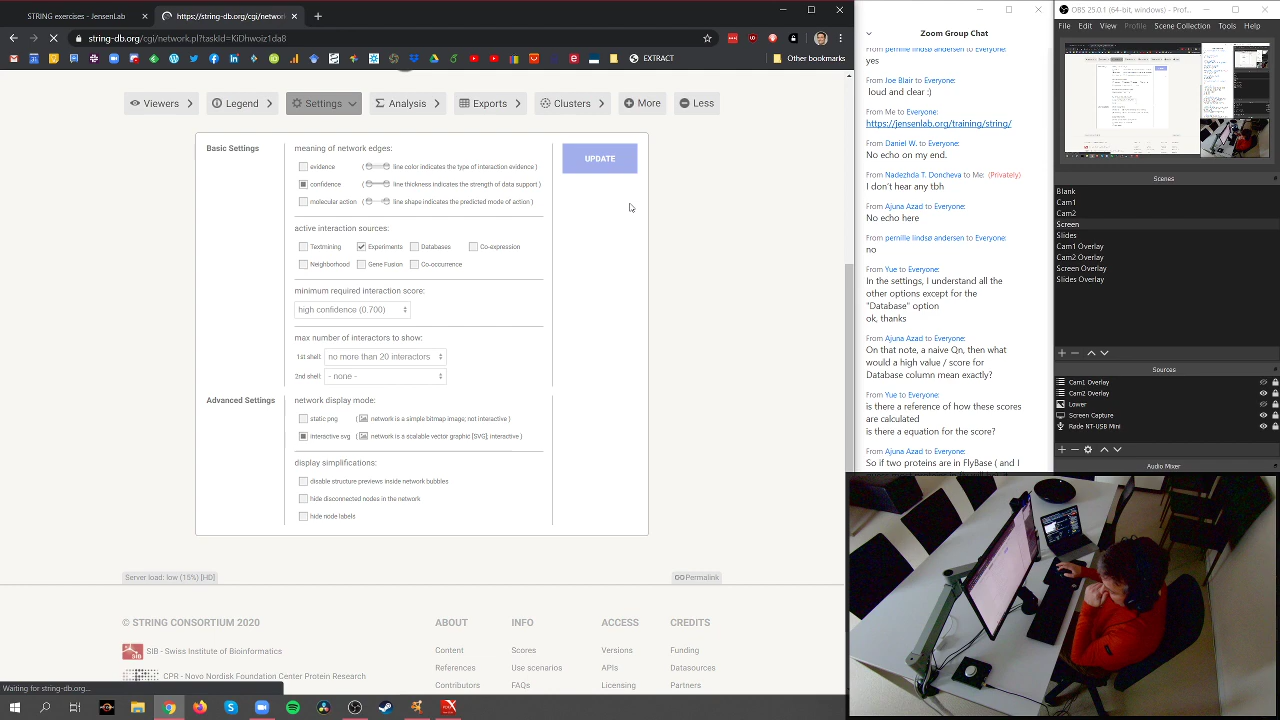 STRING exercises - JensenLab
https://string-db.org/cgi/networ
string-db.org/cgi/network.pl?taskId=KIDhwoiz1da8
EXTRACT
Other bookmarks
Viewers
Legend
Settings
Analysis
Exports
Clusters
More
Less
Basic Settings
meaning of network edges:
evidence
( line color indicates the type of interaction evidence )
confidence
( line thickness indicates the strength of data support )
molecular action
( line shape indicates the predicted mode of action )
active interaction sources:
Textmining
Experiments
Databases
Co-expression
Neighborhood
Gene Fusion
Co-occurrence
minimum required interaction score:
high confidence (0.700)
max number of interactors to show:
1st shell:
no more than 20 interactors
2nd shell:
- none -
UPDATE
Advanced Settings
network display mode:
static png
( network is a simple bitmap image; not interactive )
interactive svg
( network is a scalable vector graphic [SVG]; interactive )
display simplifications:
disable structure previews inside network bubbles
hide disconnected nodes in the network
hide node labels
Server load: low (15%) [HD]
GO Permalink
© STRING CONSORTIUM 2020
SIB - Swiss Institute of Bioinformatics
CPR - Novo Nordisk Foundation Center Protein Research
ABOUT
Content
References
Contributors
INFO
Scores
Use scenarios
FAQs
ACCESS
Versions
APIs
Licensing
CREDITS
Funding
Datasources
Partners
Waiting for string-db.org...
Zoom Group Chat
From pernille lindsø andersen to Everyone:
yes
From Joe Blair to Everyone:
loud and clear :)
From Me to Everyone:
https://jensenlab.org/training/string/
From Daniel W. to Everyone:
No echo on my end.
From Nadezhda T. Doncheva to Me: (Privately)
I don't hear any tbh
From Ajuna Azad to Everyone:
No echo here
From pernille lindsø andersen to Everyone:
no
From Yue to Everyone:
In the settings, I understand all the
other options except for the
"Database" option
ok, thanks
From Ajuna Azad to Everyone:
On that note, a naive Qn, then what
would a high value / score for
Database column mean exactly?
From Yue to Everyone:
is there a reference of how these scores
are calculated
is there a equation for the score?
From Ajuna Azad to Everyone:
So if two proteins are in FlyBase ( and I
OBS 25.0.1 (64-bit, windows) - Prof...
File
Edit
View
Profile
Scene Collection
Tools
Help
Scenes
Blank
Cam1
Cam2
Screen
Slides
Cam1 Overlay
Cam2 Overlay
Screen Overlay
Slides Overlay
Sources
Cam1 Overlay
Cam2 Overlay
Lower
Screen Capture
Røde NT-USB Mini
Audio Mixer